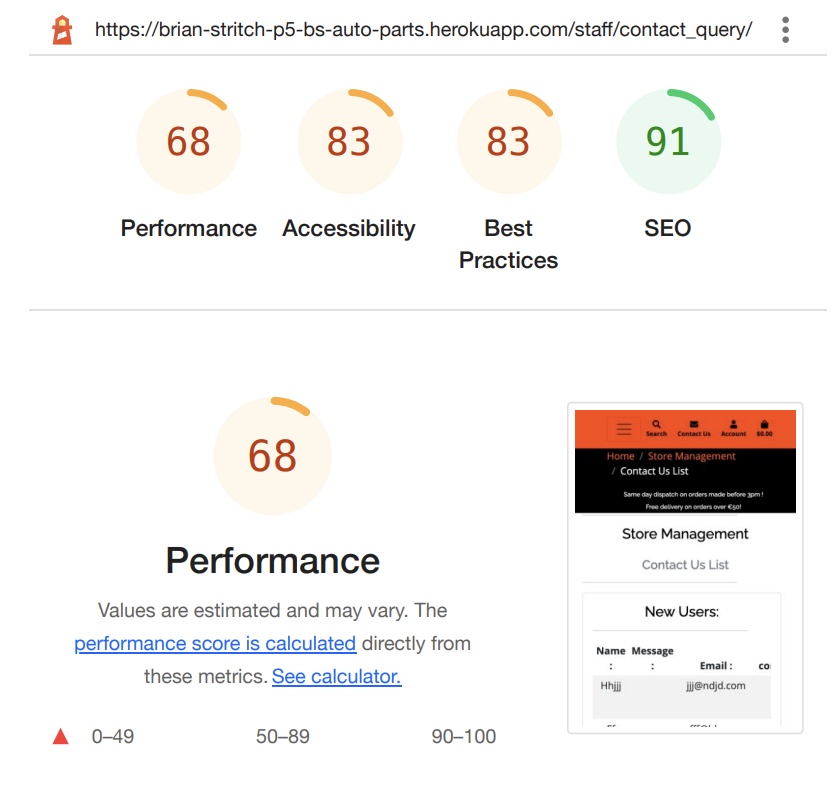 https://brian-stritch-p5-bs-auto-parts.herokuapp.com/staff/contact_query/
68
83
83
91
Performance
Accessibility
Best
Practices
SEO
68
Performance
Values are estimated and may vary. The
performance score is calculated directly from
these metrics. See calculator.
0–49
50–89
90–100
Search
Contact Us
Account
$0.00
Home / Store Management
/ Contact Us List
Same day dispatch on orders made before 3pm !
Free delivery on orders over €50!
Store Management
Contact Us List
New Users:
Name Message
: : Email : co
Hhjjj jjj@ndjd.com